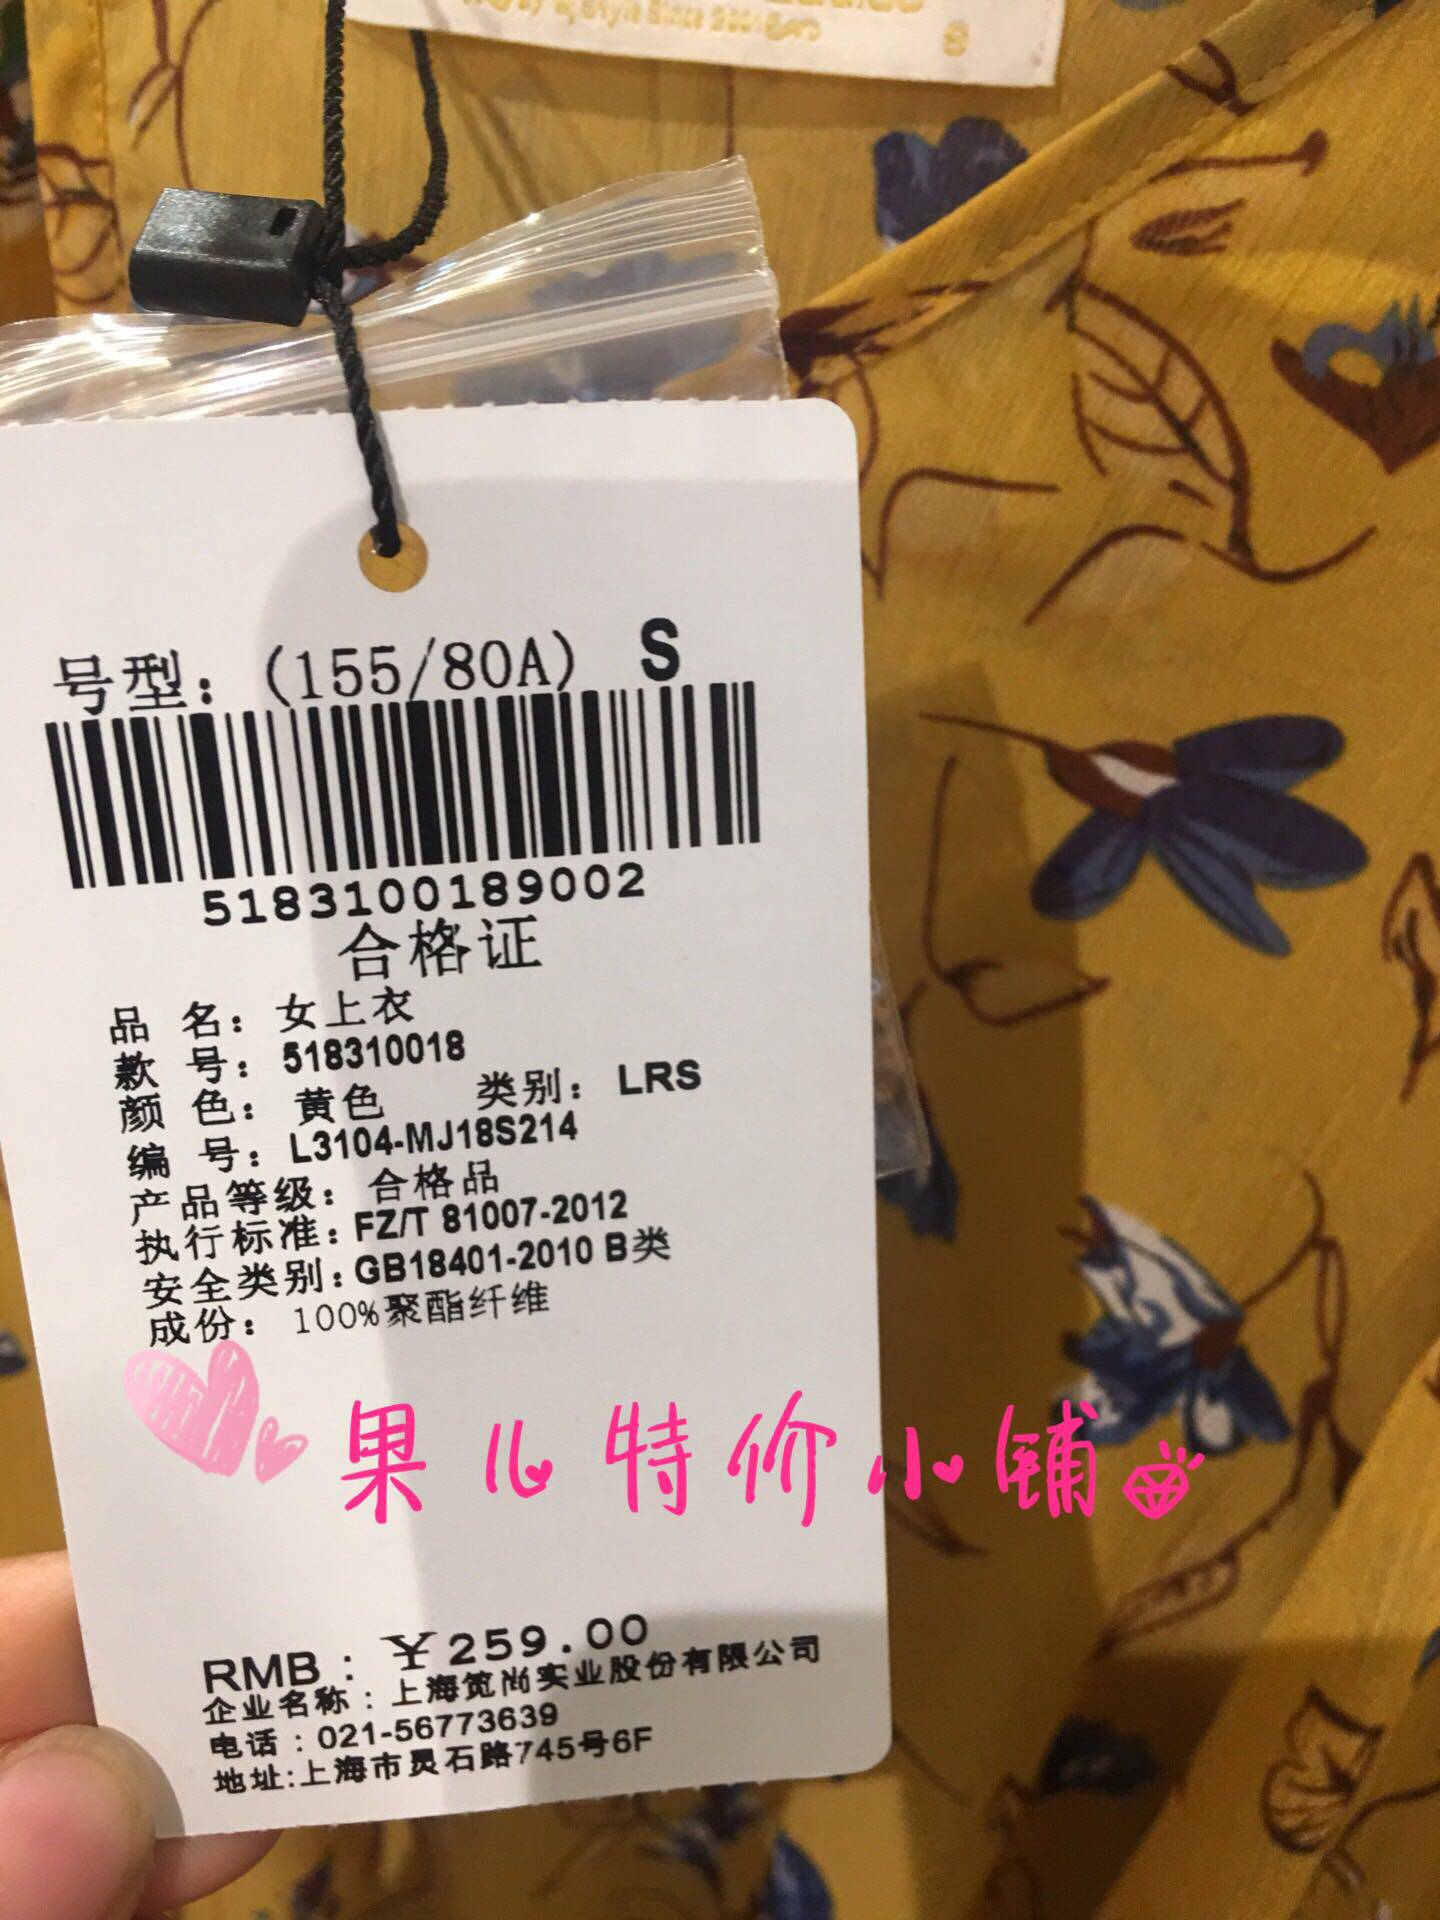 Style Since 2001
S
号型：(155/80A) S
5183100189002
合格证
品 名：女上衣
款 号：518310018
颜 色：黄色 类别：LRS
编 号：L3104-MJ18S214
产品等级：合格品
执行标准：FZ/T 81007-2012
安全类别：GB18401-2010 B类
成份：100%聚酯纤维
果儿特价小铺
RMB：￥259.00
企业名称：上海笕尚实业股份有限公司
电话：021-56773639
地址:上海市灵石路745号6F